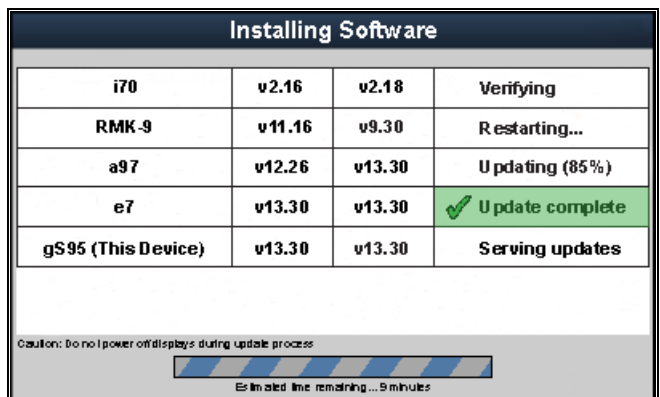 Installing Software
i70 v2.16 v2.18 Verifying
RMK-9 v11.16 v9.30 Restarting...
a97 v12.26 v13.30 Updating (85%)
e7 v13.30 v13.30 Update complete
gS95 (This Device) v13.30 v13.30 Serving updates
Caution: Do not power off displays during update process
Estimated time remaining... 9 minutes